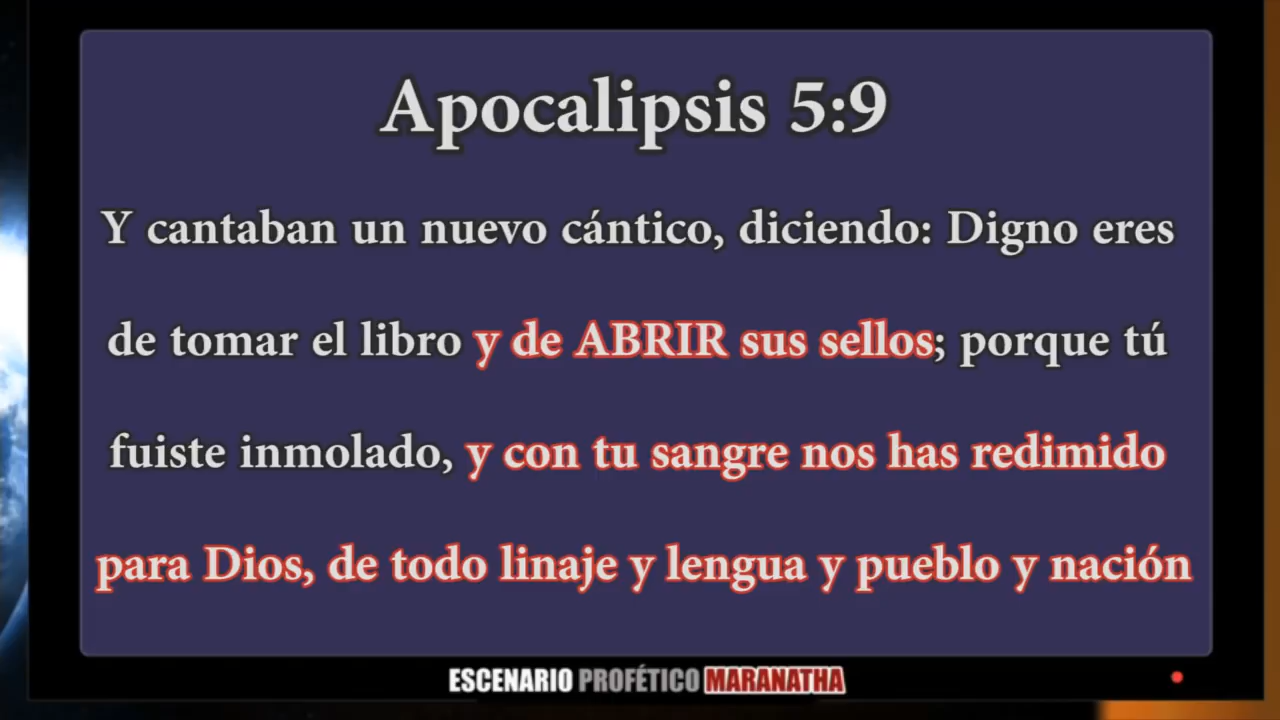 Apocalipsis 5:9
Y cantaban un nuevo cántico, diciendo: Digno eres
de tomar el libro y de ABRIR sus sellos; porque tú
fuiste inmolado, y con tu sangre nos has redimido
para Dios, de todo linaje y lengua y pueblo y nación
ESCENARIO PROFÉTICO MARANATHA